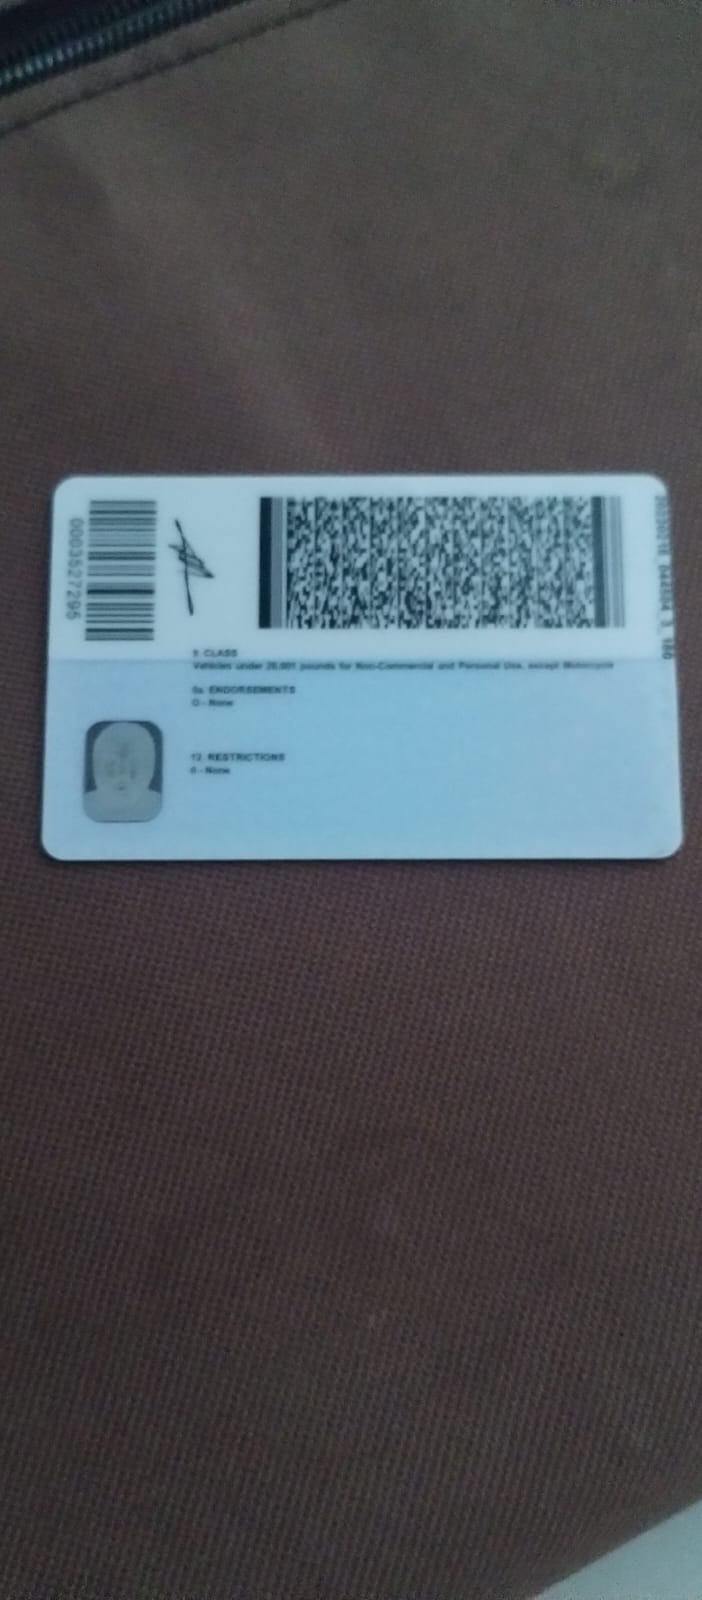 0003527295
9. CLASS
Vehicles under 26,001 pounds for Non-Commercial and Personal Use, except Motorcycle
9a. ENDORSEMENTS
O - None
12. RESTRICTIONS
0 - None